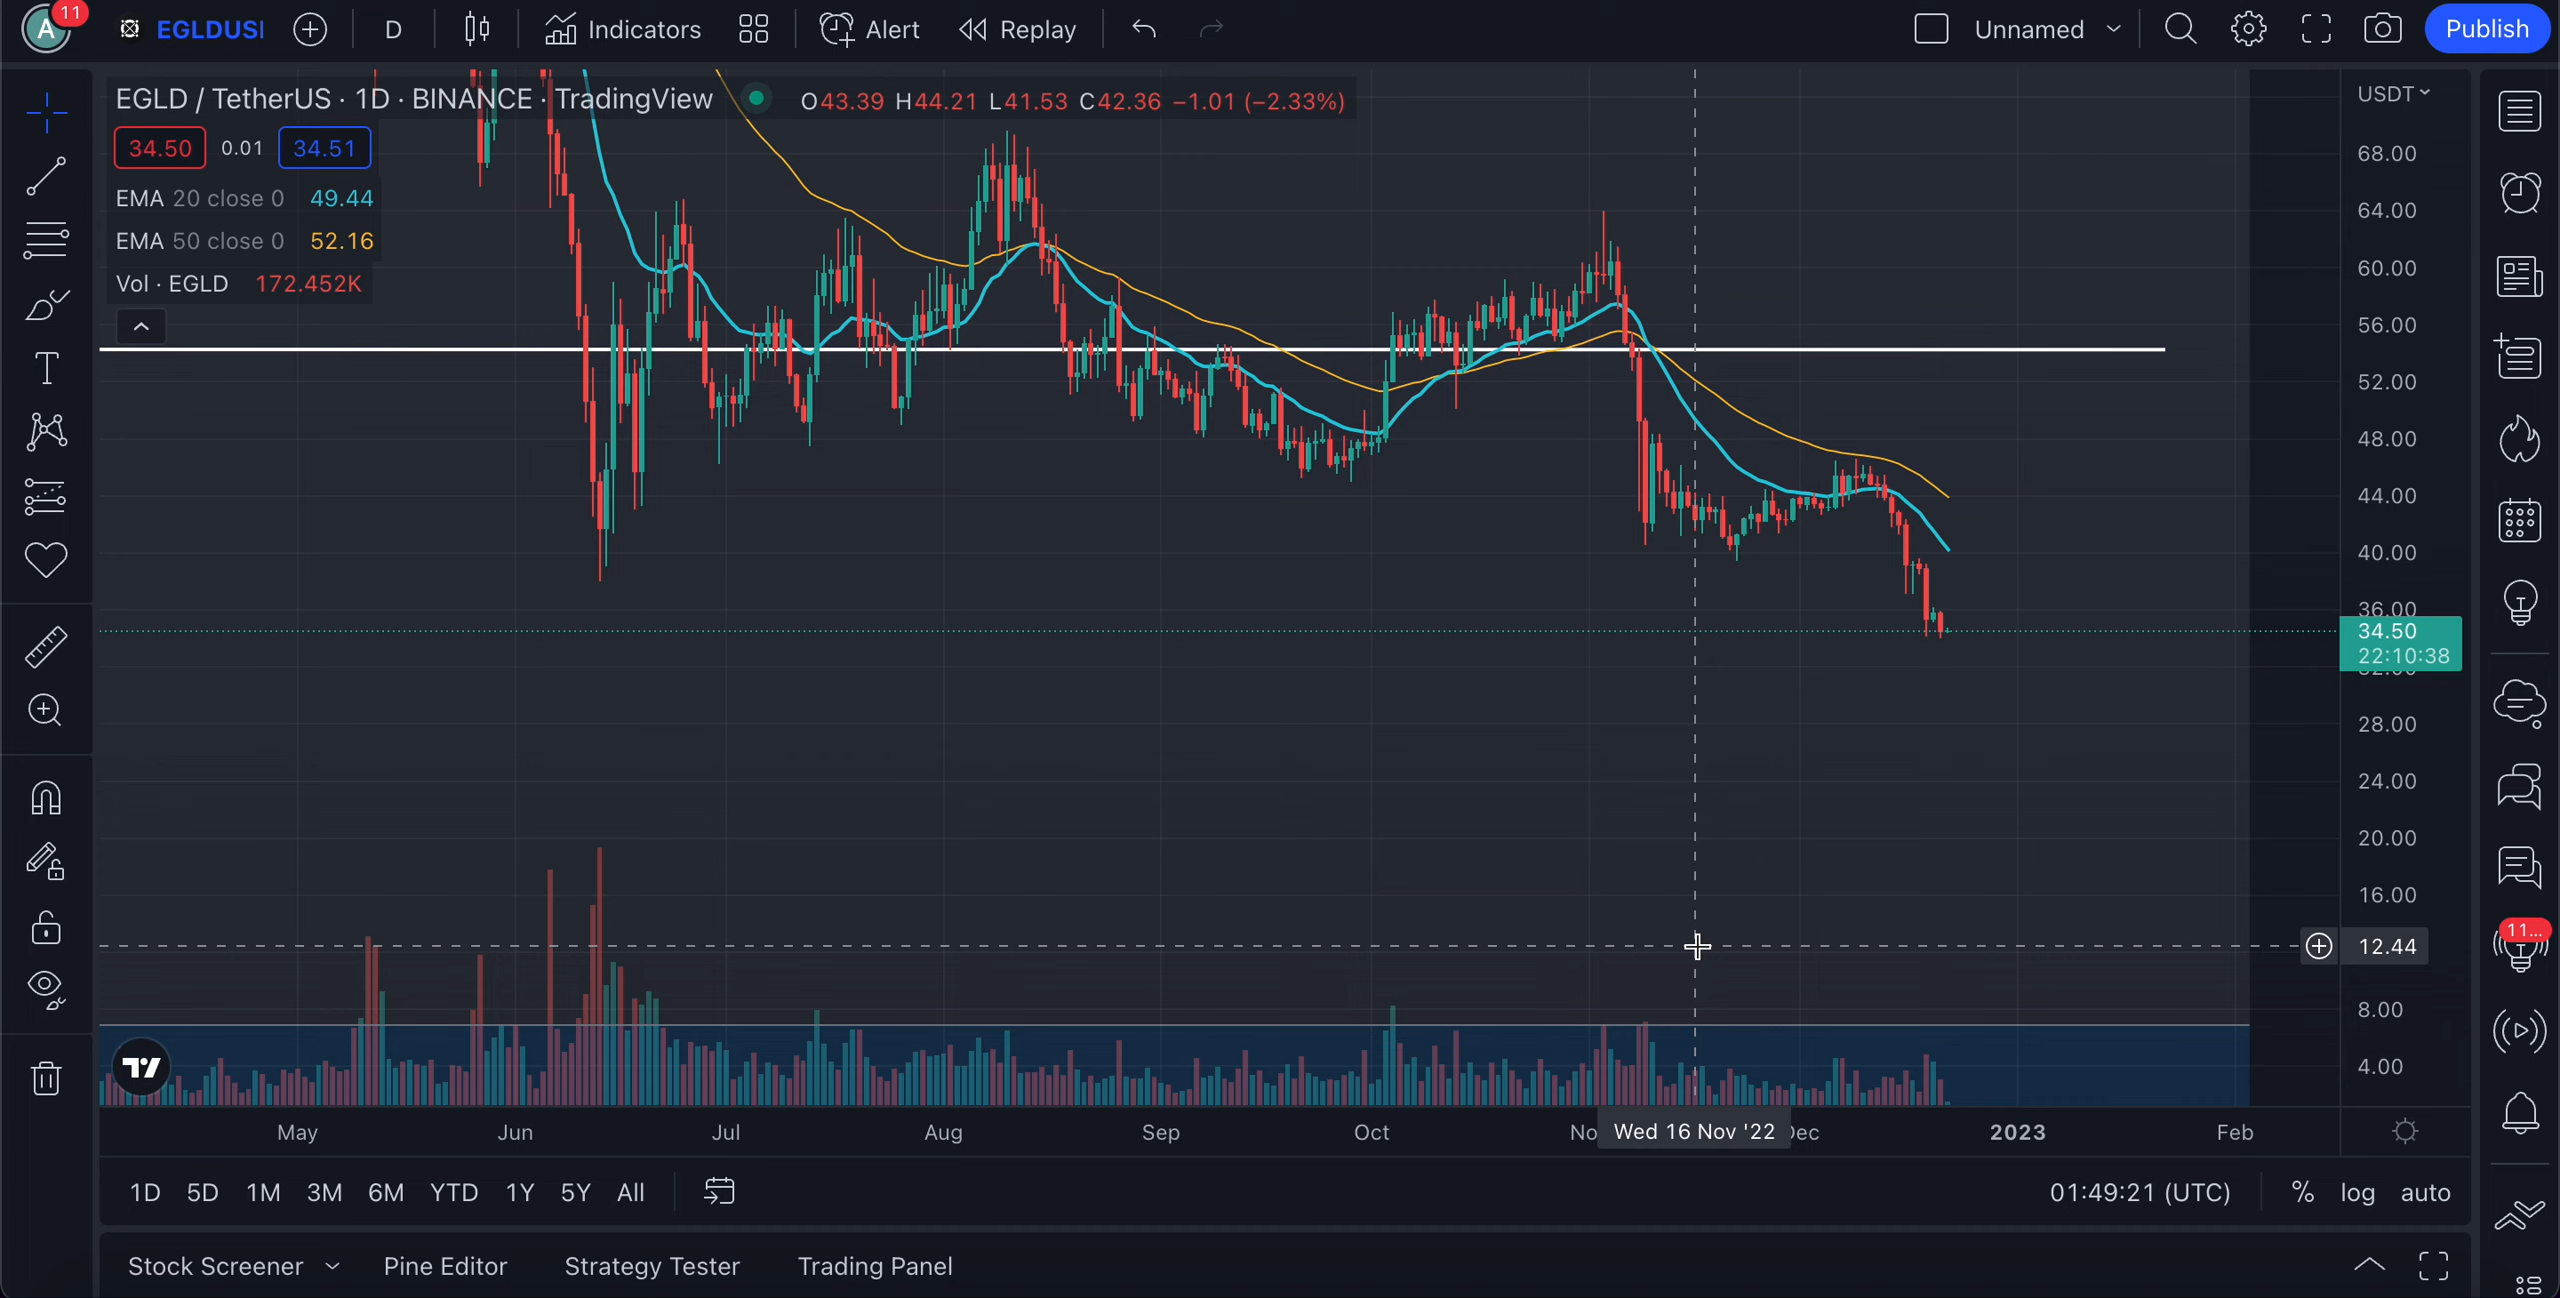 11
A EGLDUSI D Indicators Alert Replay Unnamed Publish
EGLD / TetherUS · 1D · BINANCE · TradingView O43.39 H44.21 L41.53 C42.36 −1.01 (−2.33%)
34.50 0.01 34.51
EMA 20 close 0 49.44
EMA 50 close 0 52.16
Vol · EGLD 172.452K
USDT
68.00
64.00
60.00
56.00
52.00
48.00
44.00
40.00
36.00
34.50
22:10:38
28.00
24.00
20.00
16.00
11...
12.44
8.00
4.00
May Jun Jul Aug Sep Oct No Wed 16 Nov '22 Dec 2023 Feb
1D 5D 1M 3M 6M YTD 1Y 5Y All 01:49:21 (UTC) % log auto
Stock Screener Pine Editor Strategy Tester Trading Panel